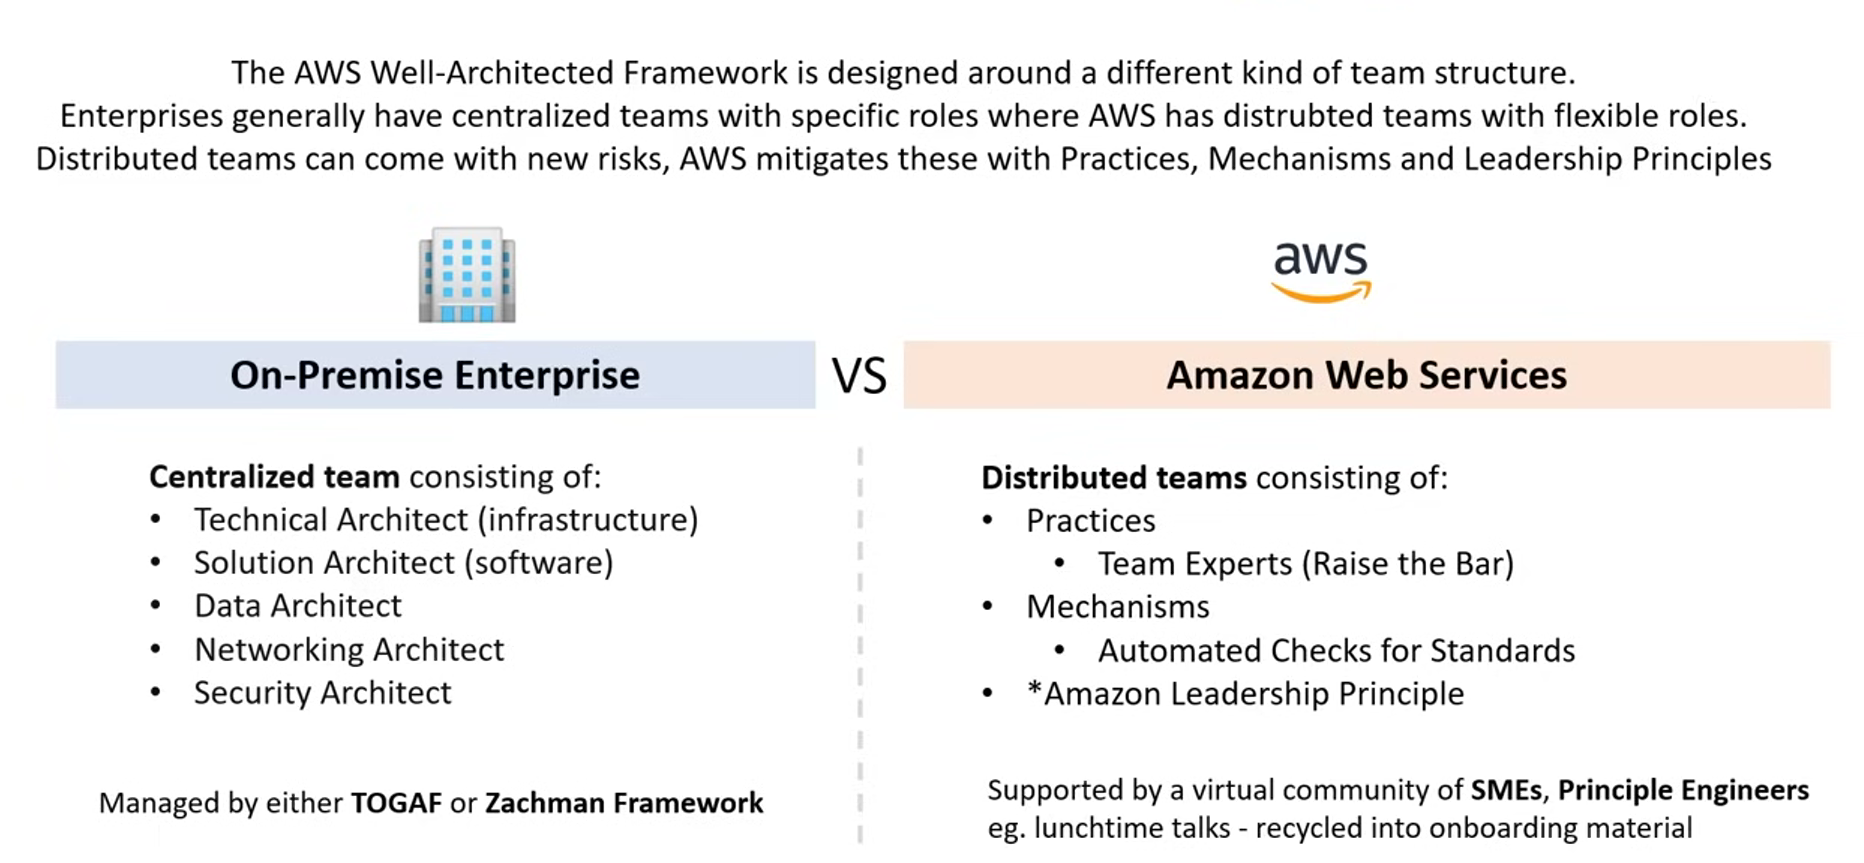 The AWS Well-Architected Framework is designed around a different kind of team structure.
Enterprises generally have centralized teams with specific roles where AWS has distrubted teams with flexible roles.
Distributed teams can come with new risks, AWS mitigates these with Practices, Mechanisms and Leadership Principles
aws
On-Premise Enterprise VS Amazon Web Services
Centralized team consisting of:
• Technical Architect (infrastructure)
• Solution Architect (software)
• Data Architect
• Networking Architect
• Security Architect
Managed by either TOGAF or Zachman Framework
Distributed teams consisting of:
• Practices
• Team Experts (Raise the Bar)
• Mechanisms
• Automated Checks for Standards
• *Amazon Leadership Principle
Supported by a virtual community of SMEs, Principle Engineers
eg. lunchtime talks - recycled into onboarding material